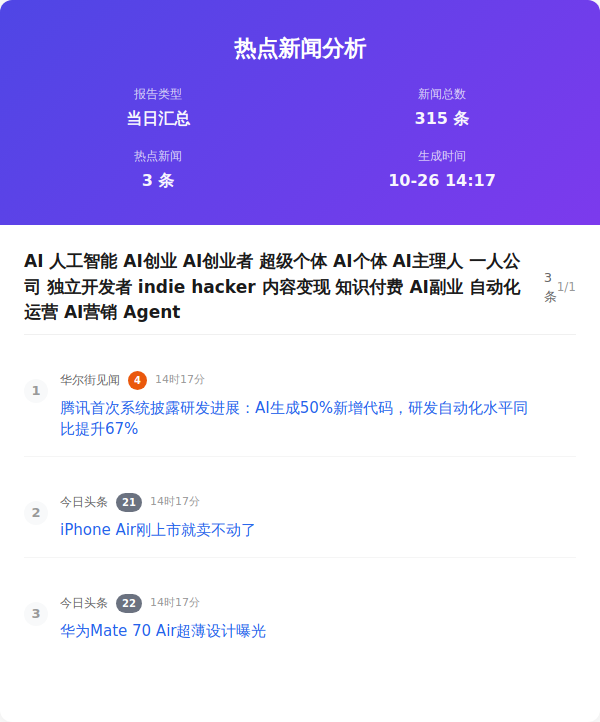 热点新闻分析
报告类型
新闻总数
当日汇总
315 条
热点新闻
生成时间
3 条
10-26 14:17
AI 人工智能 AI创业 AI创业者 超级个体 AI个体 AI主理人 一人公
司 独立开发者 indie hacker 内容变现 知识付费 AI副业 自动化
运营 AI营销 Agent
3
条
1/1
1
华尔街见闻 4 14时17分
腾讯首次系统披露研发进展：AI生成50%新增代码，研发自动化水平同
比提升67%
2
今日头条 21 14时17分
iPhone Air刚上市就卖不动了
3
今日头条 22 14时17分
华为Mate 70 Air超薄设计曝光